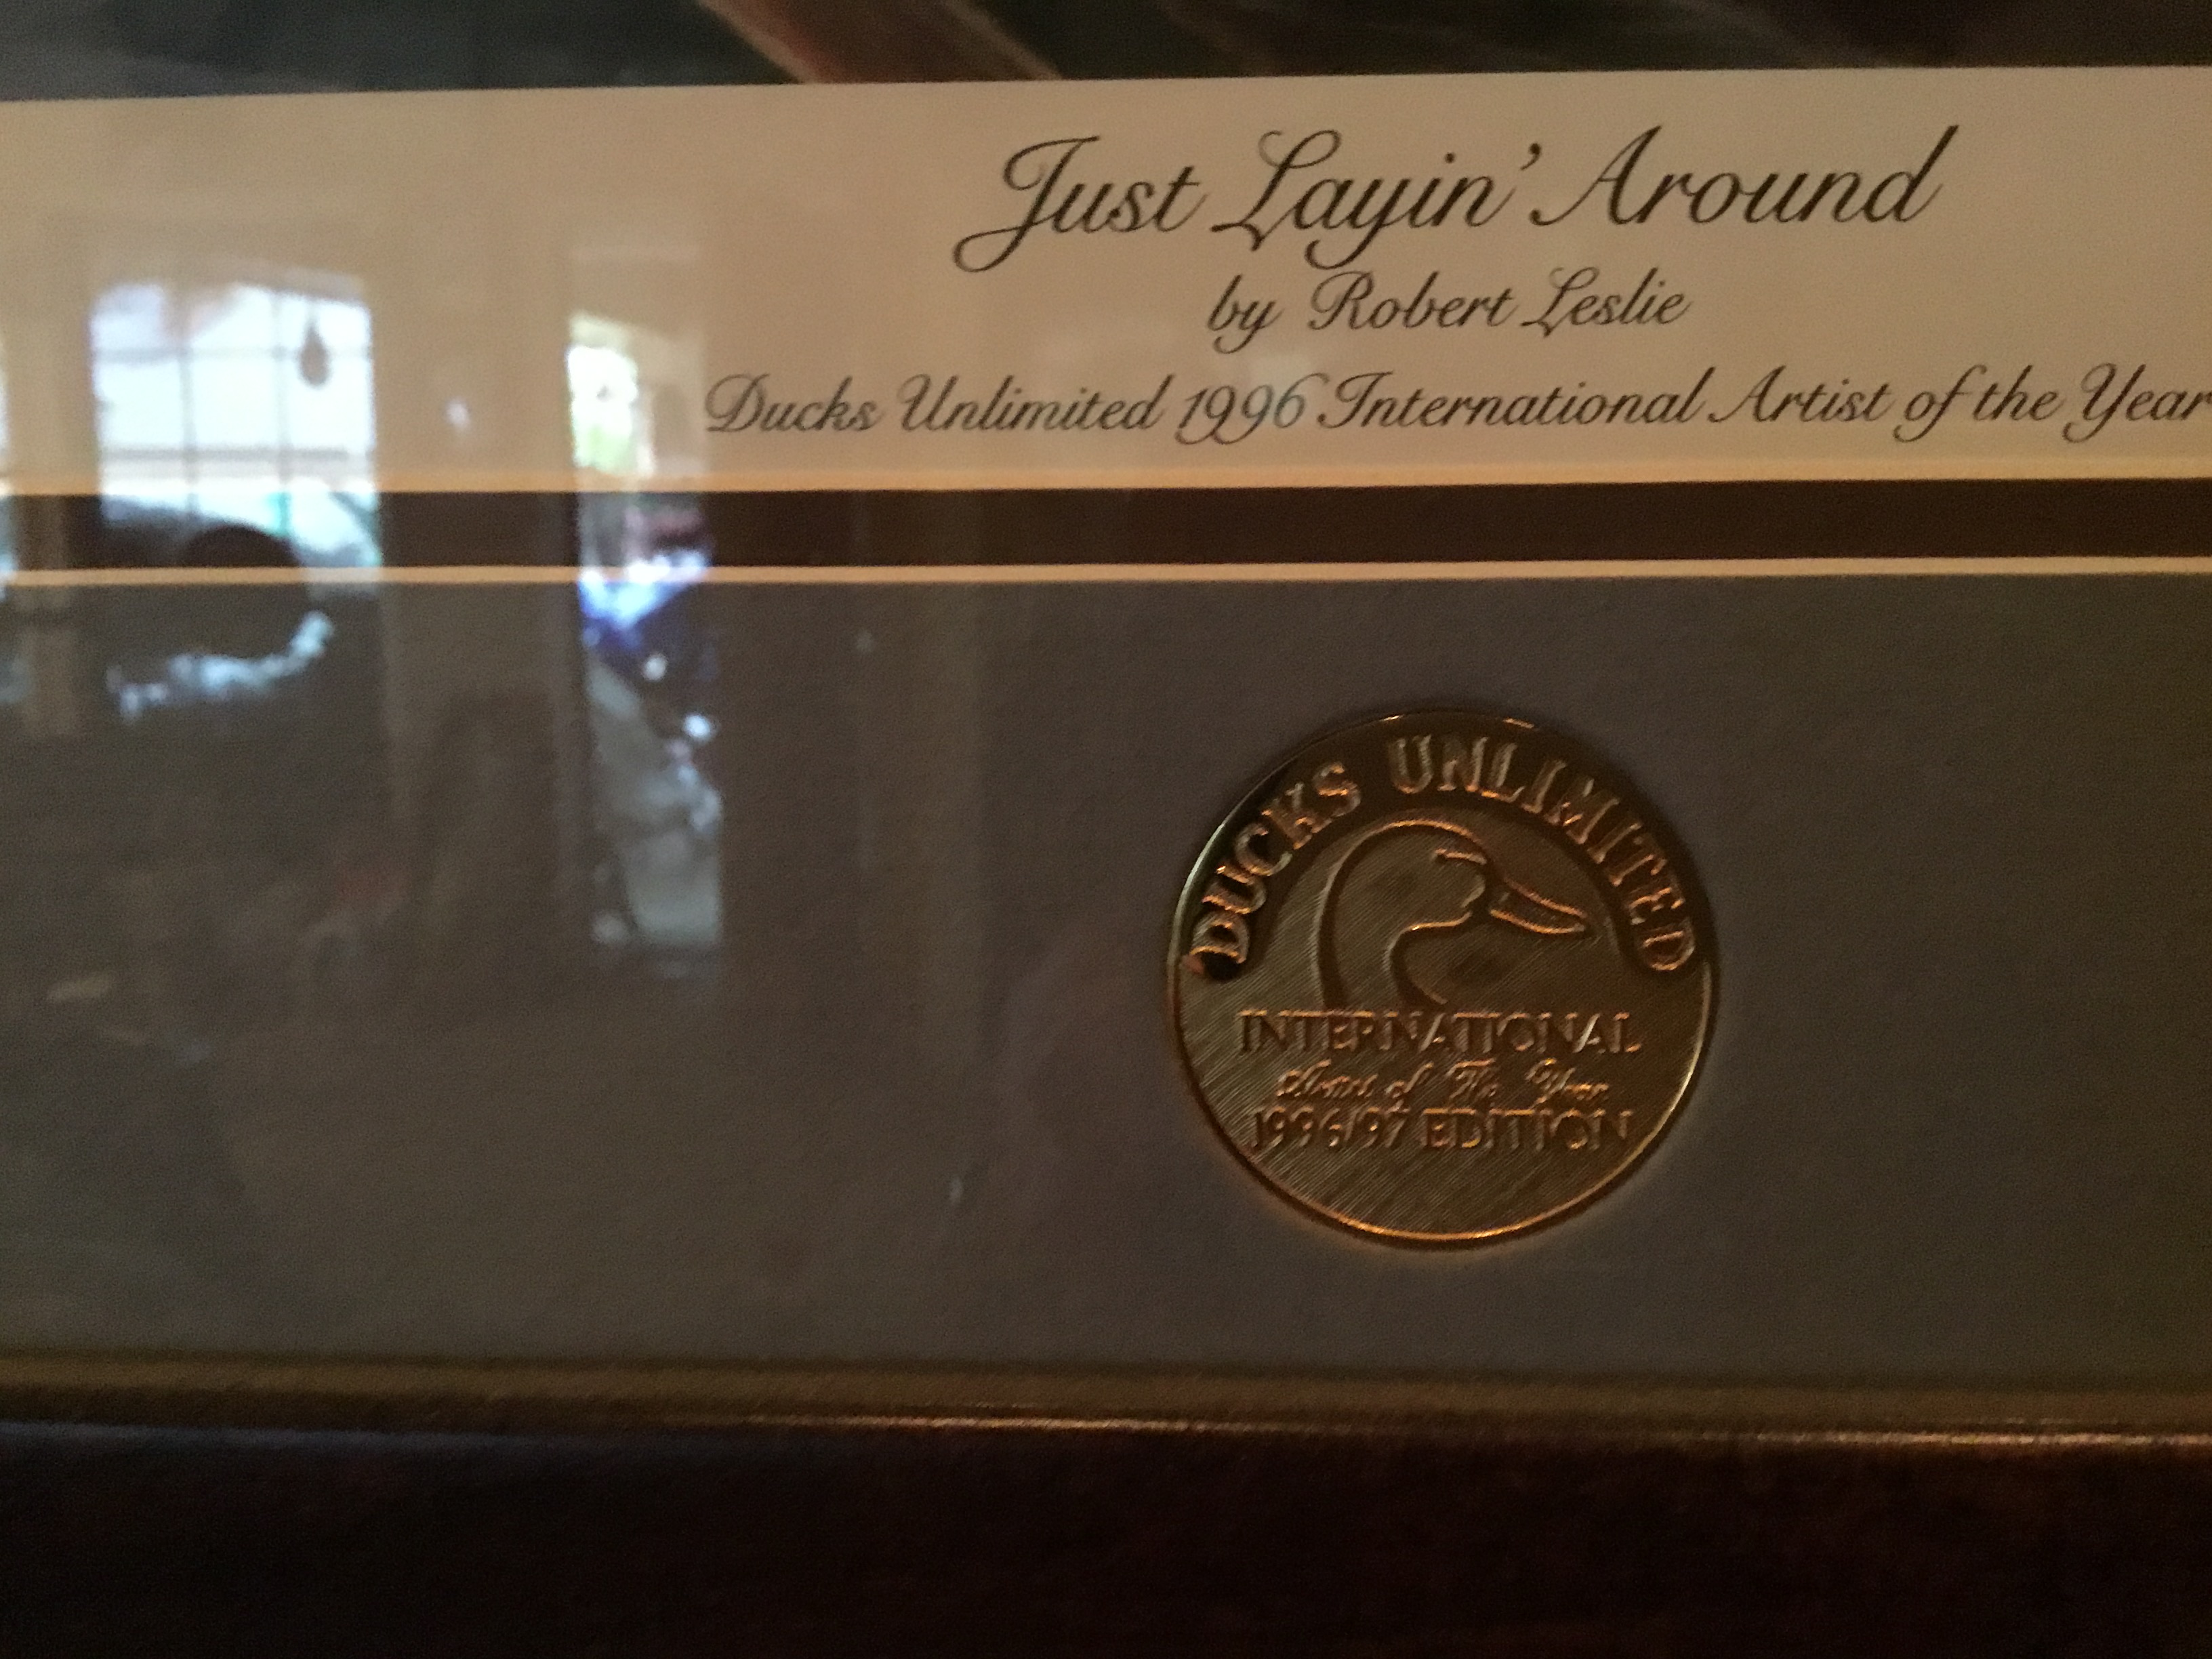 Just Layin' Around
by Robert Leslie
Ducks Unlimited 1996 International Artist of the Year
DUCKS UNLIMITED
INTERNATIONAL
Artist of The Year
1996/97 EDITION